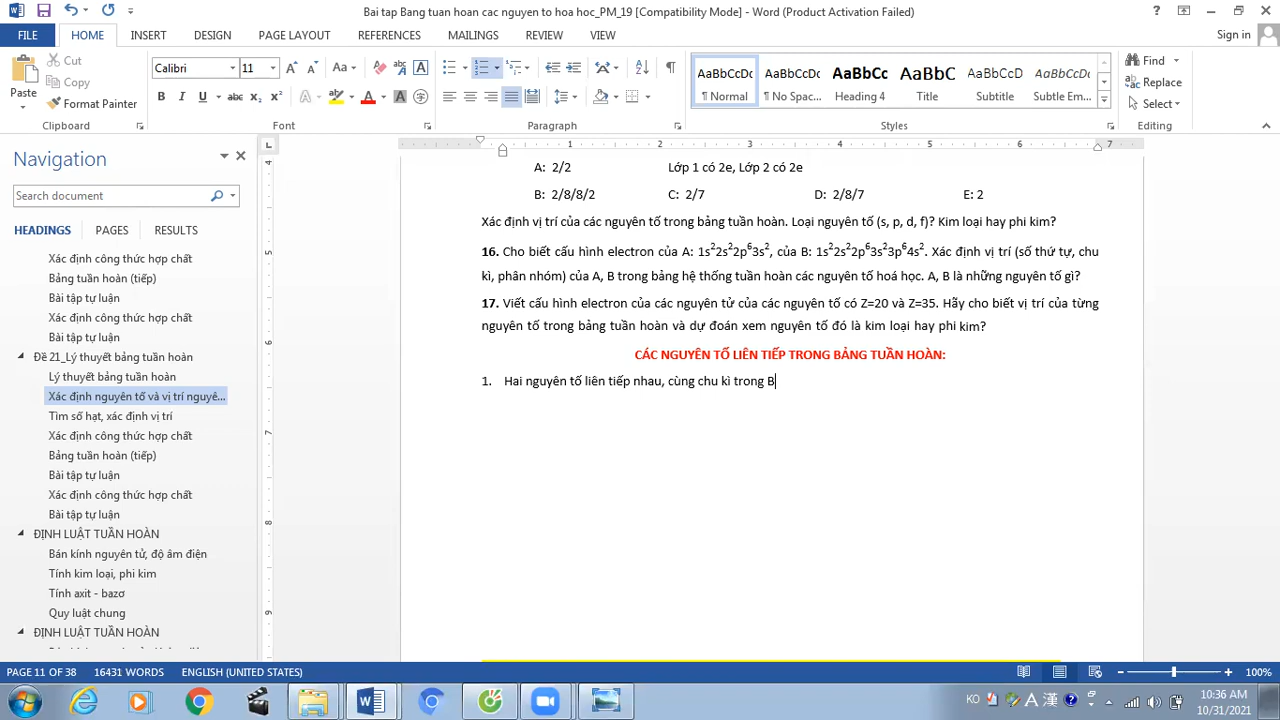 Bai tap Bang tuan hoan cac nguyen to hoa hoc_PM_19 [Compatibility Mode] - Word (Product Activation Failed)
FILE HOME INSERT DESIGN PAGE LAYOUT REFERENCES MAILINGS REVIEW VIEW Sign in
Cut
Copy
Format Painter
Paste
Calibri 11
AaBbCcDc AaBbCcDc AaBbCc AaBbC AaBbCcD AaBbCcDc
¶ Normal ¶ No Spac... Heading 4 Title Subtitle Subtle Em...
Find
Replace
Select
Clipboard Font Paragraph Styles Editing
Navigation
Search document
HEADINGS PAGES RESULTS
Xác định công thức hợp chất
Bảng tuần hoàn (tiếp)
Bài tập tự luận
Xác định công thức hợp chất
Bài tập tự luận
Đề 21_Lý thuyết bảng tuần hoàn
Lý thuyết bảng tuần hoàn
Xác định nguyên tố và vị trí nguyê...
Tìm số hạt, xác định vị trí
Xác định công thức hợp chất
Bảng tuần hoàn (tiếp)
Bài tập tự luận
Xác định công thức hợp chất
Bài tập tự luận
ĐỊNH LUẬT TUẦN HOÀN
Bán kính nguyên tử, độ âm điện
Tính kim loại, phi kim
Tính axit - bazơ
Quy luật chung
ĐỊNH LUẬT TUẦN HOÀN
1 2 3 4 5 6 7
4
5
6
7
8
9
A: 2/2 Lớp 1 có 2e, Lớp 2 có 2e
B: 2/8/8/2 C: 2/7 D: 2/8/7 E: 2
Xác định vị trí của các nguyên tố trong bảng tuần hoàn. Loại nguyên tố (s, p, d, f)? Kim loại hay phi kim?
16. Cho biết cấu hình electron của A: 1s²2s²2p⁶3s², của B: 1s²2s²2p⁶3s²3p⁶4s². Xác định vị trí (số thứ tự, chu
kì, phân nhóm) của A, B trong bảng hệ thống tuần hoàn các nguyên tố hoá học. A, B là những nguyên tố gì?
17. Viết cấu hình electron của các nguyên tử của các nguyên tố có Z=20 và Z=35. Hãy cho biết vị trí của từng
nguyên tố trong bảng tuần hoàn và dự đoán xem nguyên tố đó là kim loại hay phi kim?
CÁC NGUYÊN TỐ LIÊN TIẾP TRONG BẢNG TUẦN HOÀN:
1. Hai nguyên tố liên tiếp nhau, cùng chu kì trong B
PAGE 11 OF 38 16431 WORDS ENGLISH (UNITED STATES) 100%
KO A 漢 10:36 AM
10/31/2021